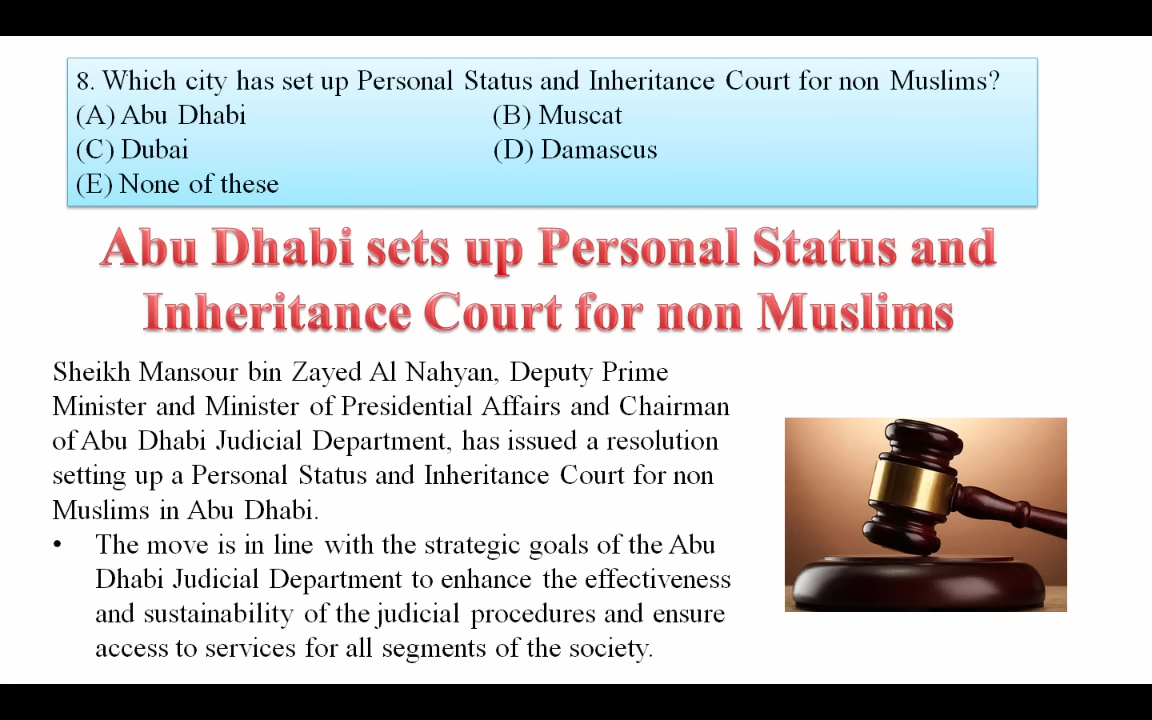 8. Which city has set up Personal Status and Inheritance Court for non Muslims?
(A) Abu Dhabi (B) Muscat
(C) Dubai (D) Damascus
(E) None of these
Abu Dhabi sets up Personal Status and
Inheritance Court for non Muslims
Sheikh Mansour bin Zayed Al Nahyan, Deputy Prime
Minister and Minister of Presidential Affairs and Chairman
of Abu Dhabi Judicial Department, has issued a resolution
setting up a Personal Status and Inheritance Court for non
Muslims in Abu Dhabi.
• The move is in line with the strategic goals of the Abu
Dhabi Judicial Department to enhance the effectiveness
and sustainability of the judicial procedures and ensure
access to services for all segments of the society.